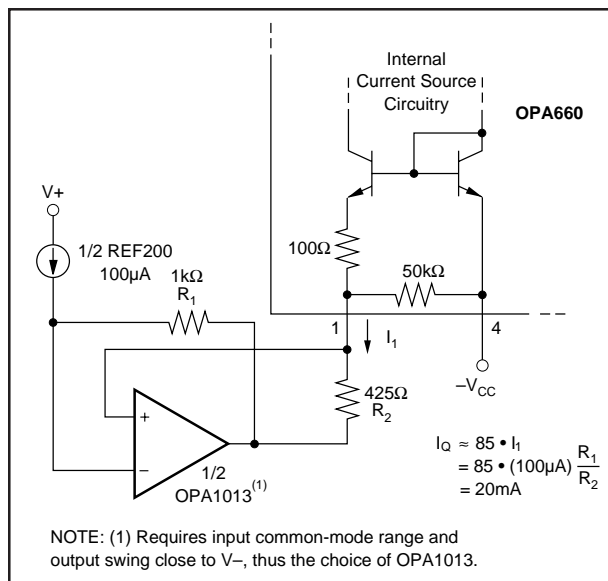 Internal
Current Source
Circuitry
OPA660
V+
1/2 REF200
100µA
1kΩ
R1
100Ω
50kΩ
1
I1
4
–VCC
425Ω
R2
+
–
1/2
OPA1013(1)
IQ ≈ 85 • I1
= 85 • (100µA) R1/R2
= 20mA
NOTE: (1) Requires input common-mode range and
output swing close to V–, thus the choice of OPA1013.